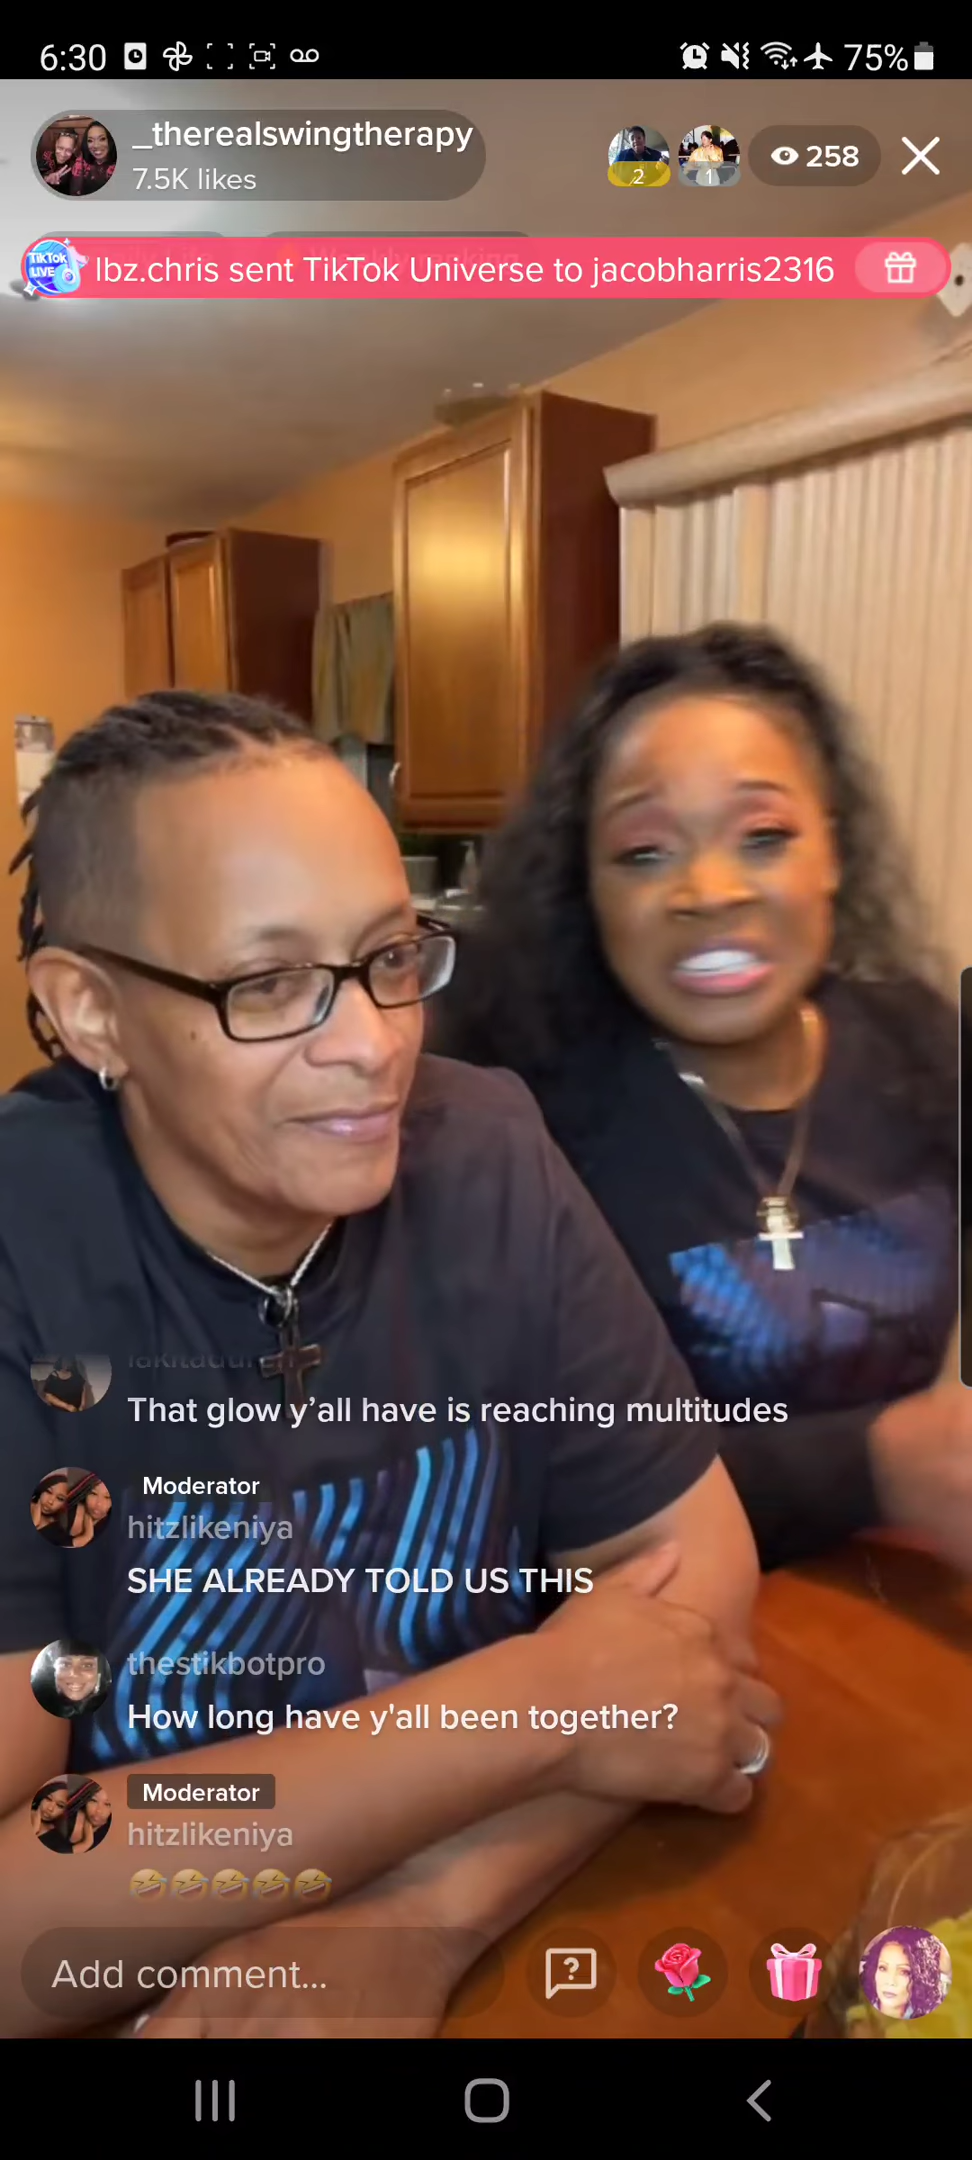 6:30
75%
_therealswingtherapy
7.5K likes
2
1
258
TikTok
LIVE
lbz.chris sent TikTok Universe to jacobharris2316
That glow y’all have is reaching multitudes
Moderator
hitzlikeniya
SHE ALREADY TOLD US THIS
thestikbotpro
How long have y'all been together?
Moderator
hitzlikeniya
🤣🤣🤣🤣🤣
Add comment...